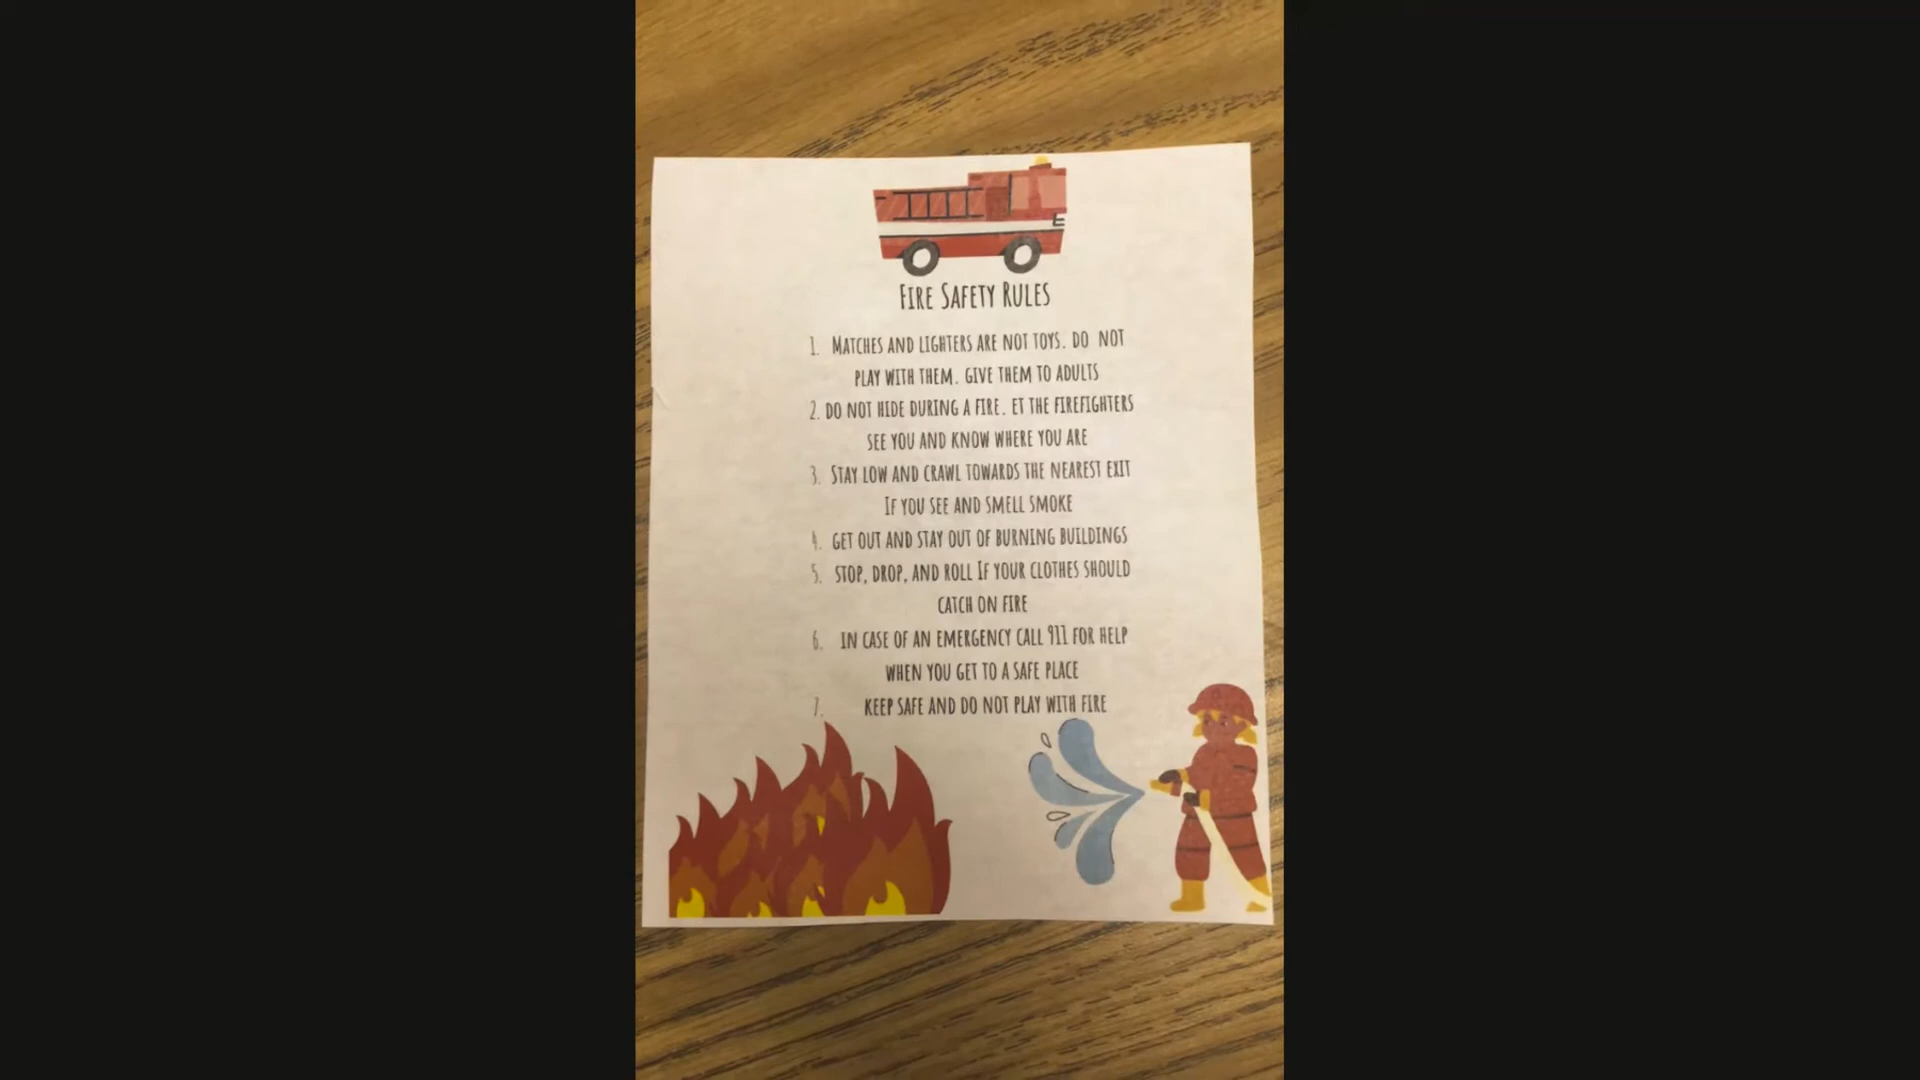 Fire Safety Rules
1. Matches and lighters are not toys. do not
play with them. give them to adults
2. do not hide during a fire. et the firefighters
see you and know where you are
3. Stay low and crawl towards the nearest exit
If you see and smell smoke
4. get out and stay out of burning buildings
5. stop, drop, and roll If your clothes should
catch on fire
6. in case of an emergency call 911 for help
when you get to a safe place
7. keep safe and do not play with fire